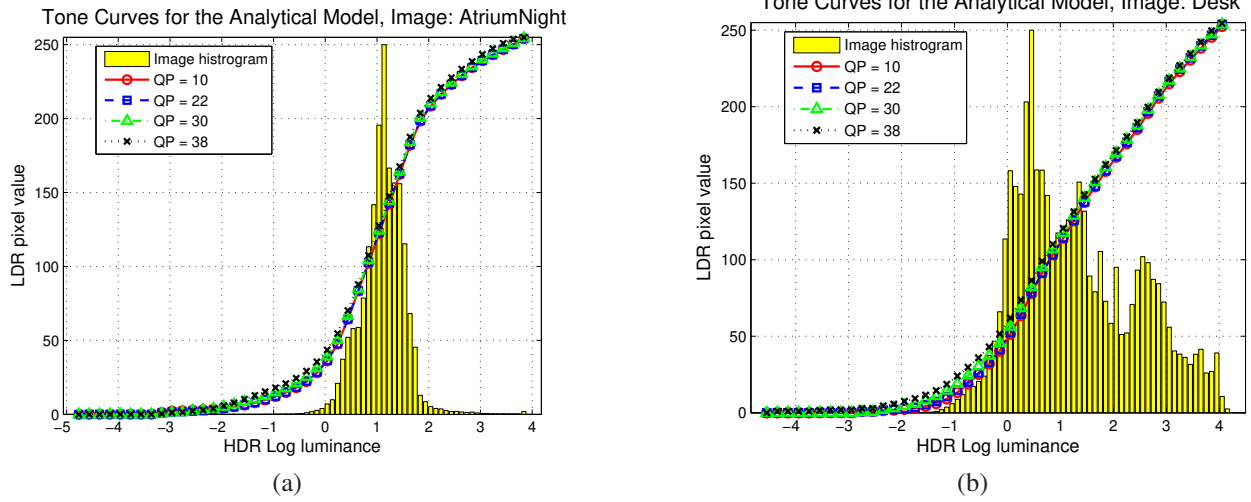 Tone Curves for the Analytical Model, Image: AtriumNight
250
200
150
100
50
0
LDR pixel value
Image histrogram
QP = 10
QP = 22
QP = 30
QP = 38
−5 −4 −3 −2 −1 0 1 2 3 4
HDR Log luminance
(a)
Tone Curves for the Analytical Model, Image: Desk
250
200
150
100
50
0
LDR pixel value
Image histrogram
QP = 10
QP = 22
QP = 30
QP = 38
−4 −3 −2 −1 0 1 2 3 4
HDR Log luminance
(b)